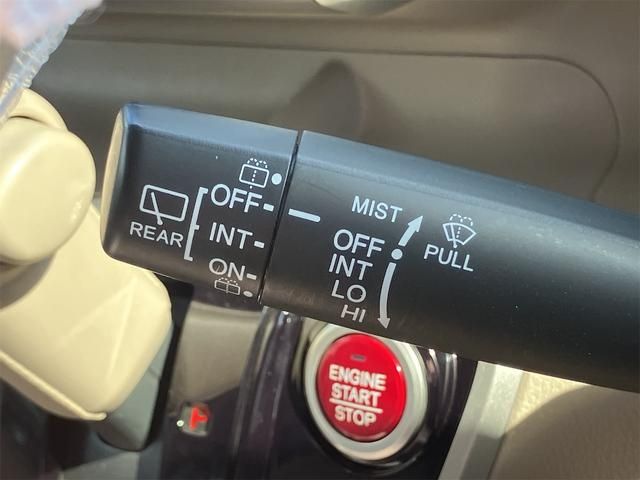 REAR
OFF
INT
ON
MIST
OFF
INT
LO
HI
PULL
ENGINE
START
STOP